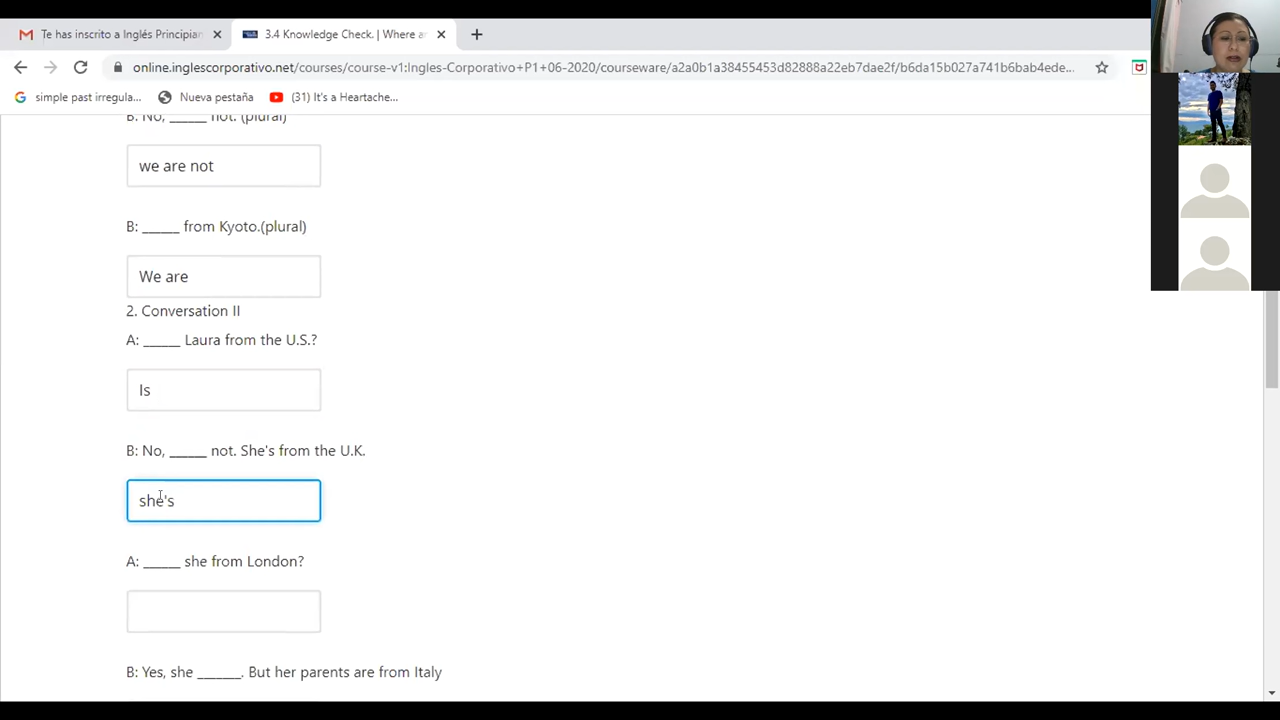 Te has inscrito a Inglés Principian
3.4 Knowledge Check. | Where a
online.inglescorporativo.net/courses/course-v1:Ingles-Corporativo+P1+06-2020/courseware/a2a0b1a38455453d82888a22eb7dae2f/b6da15b027a741b6bab4ede...
simple past irregula... Nueva pestaña (31) It's a Heartache...
B: No, ______ not. (plural)
we are not
B: _____ from Kyoto.(plural)
We are
2. Conversation II
A: _____ Laura from the U.S.?
Is
B: No, _____ not. She's from the U.K.
she's
A: _____ she from London?
B: Yes, she ______. But her parents are from Italy